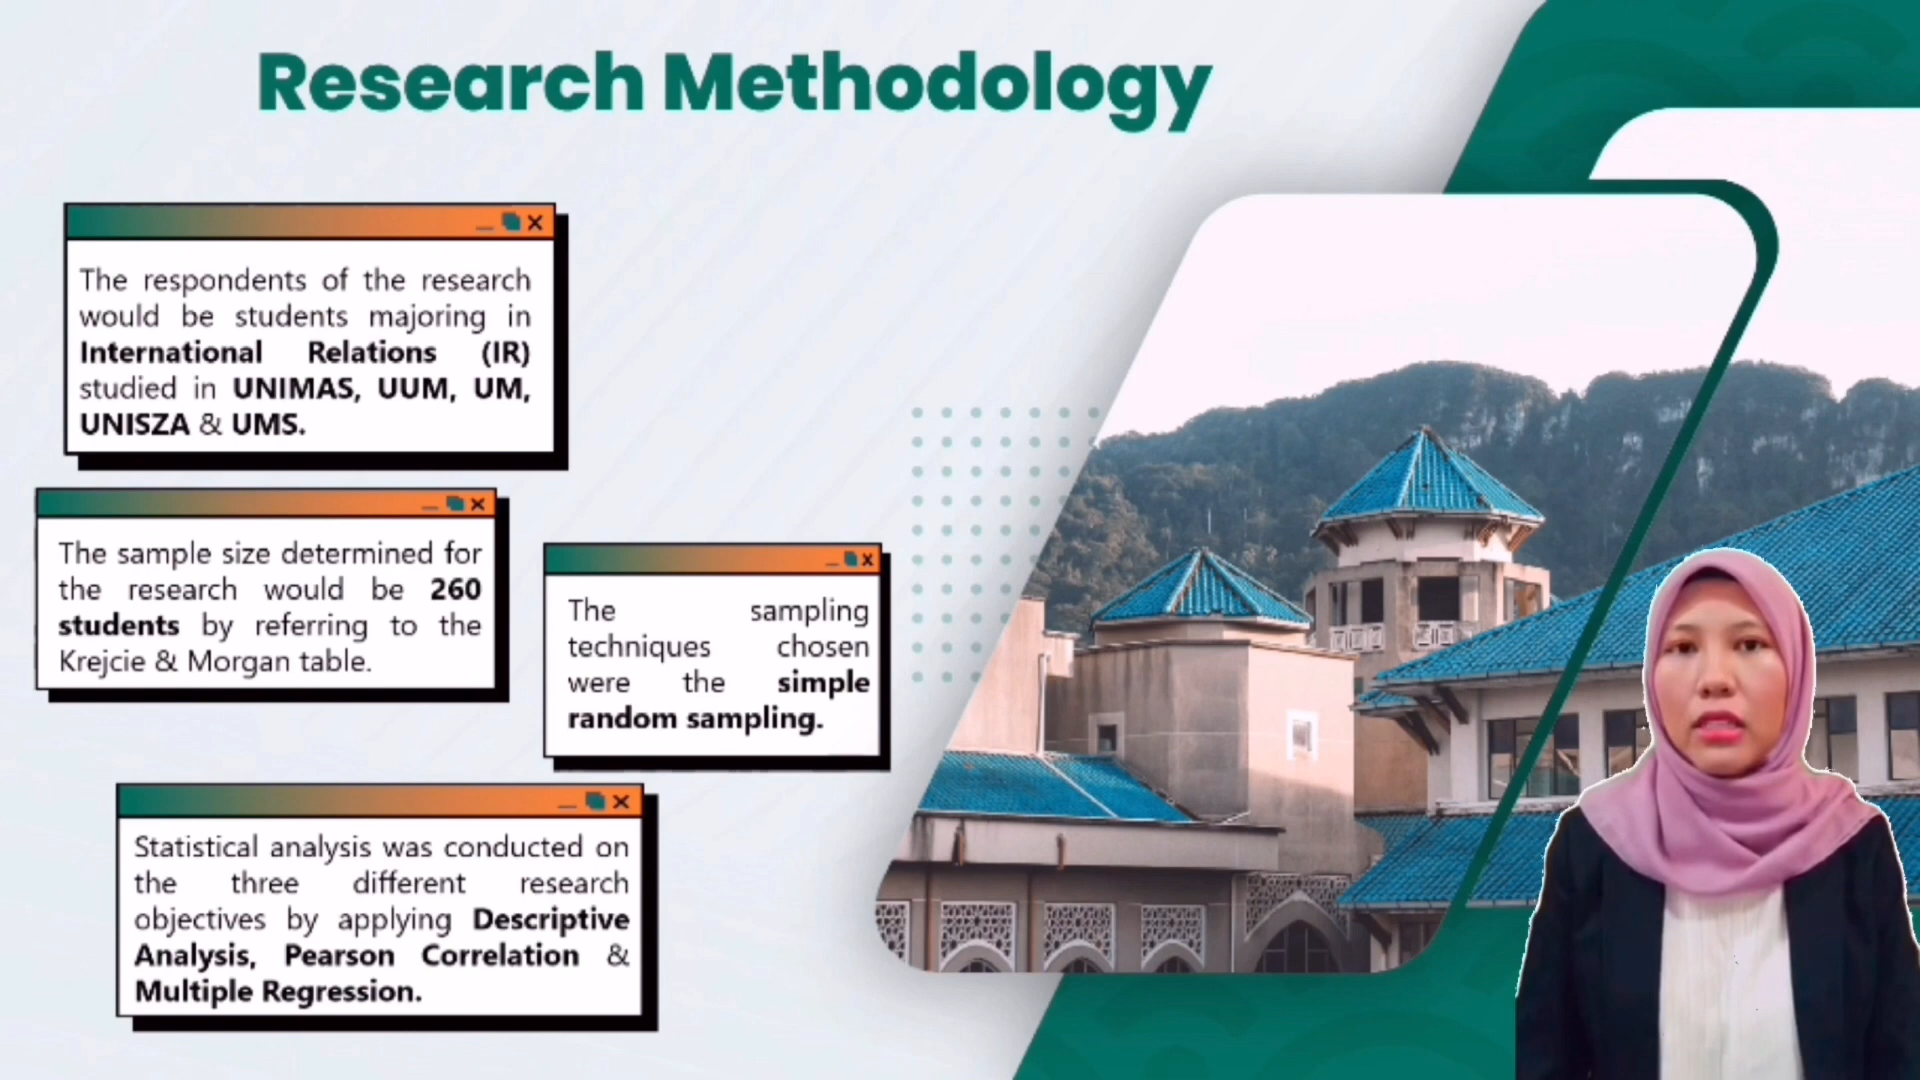 Research Methodology
The respondents of the research
would be students majoring in
International Relations (IR)
studied in UNIMAS, UUM, UM,
UNISZA & UMS.
The sample size determined for
the research would be 260
students by referring to the
Krejcie & Morgan table.
The sampling
techniques chosen
were the simple
random sampling.
Statistical analysis was conducted on
the three different research
objectives by applying Descriptive
Analysis, Pearson Correlation &
Multiple Regression.